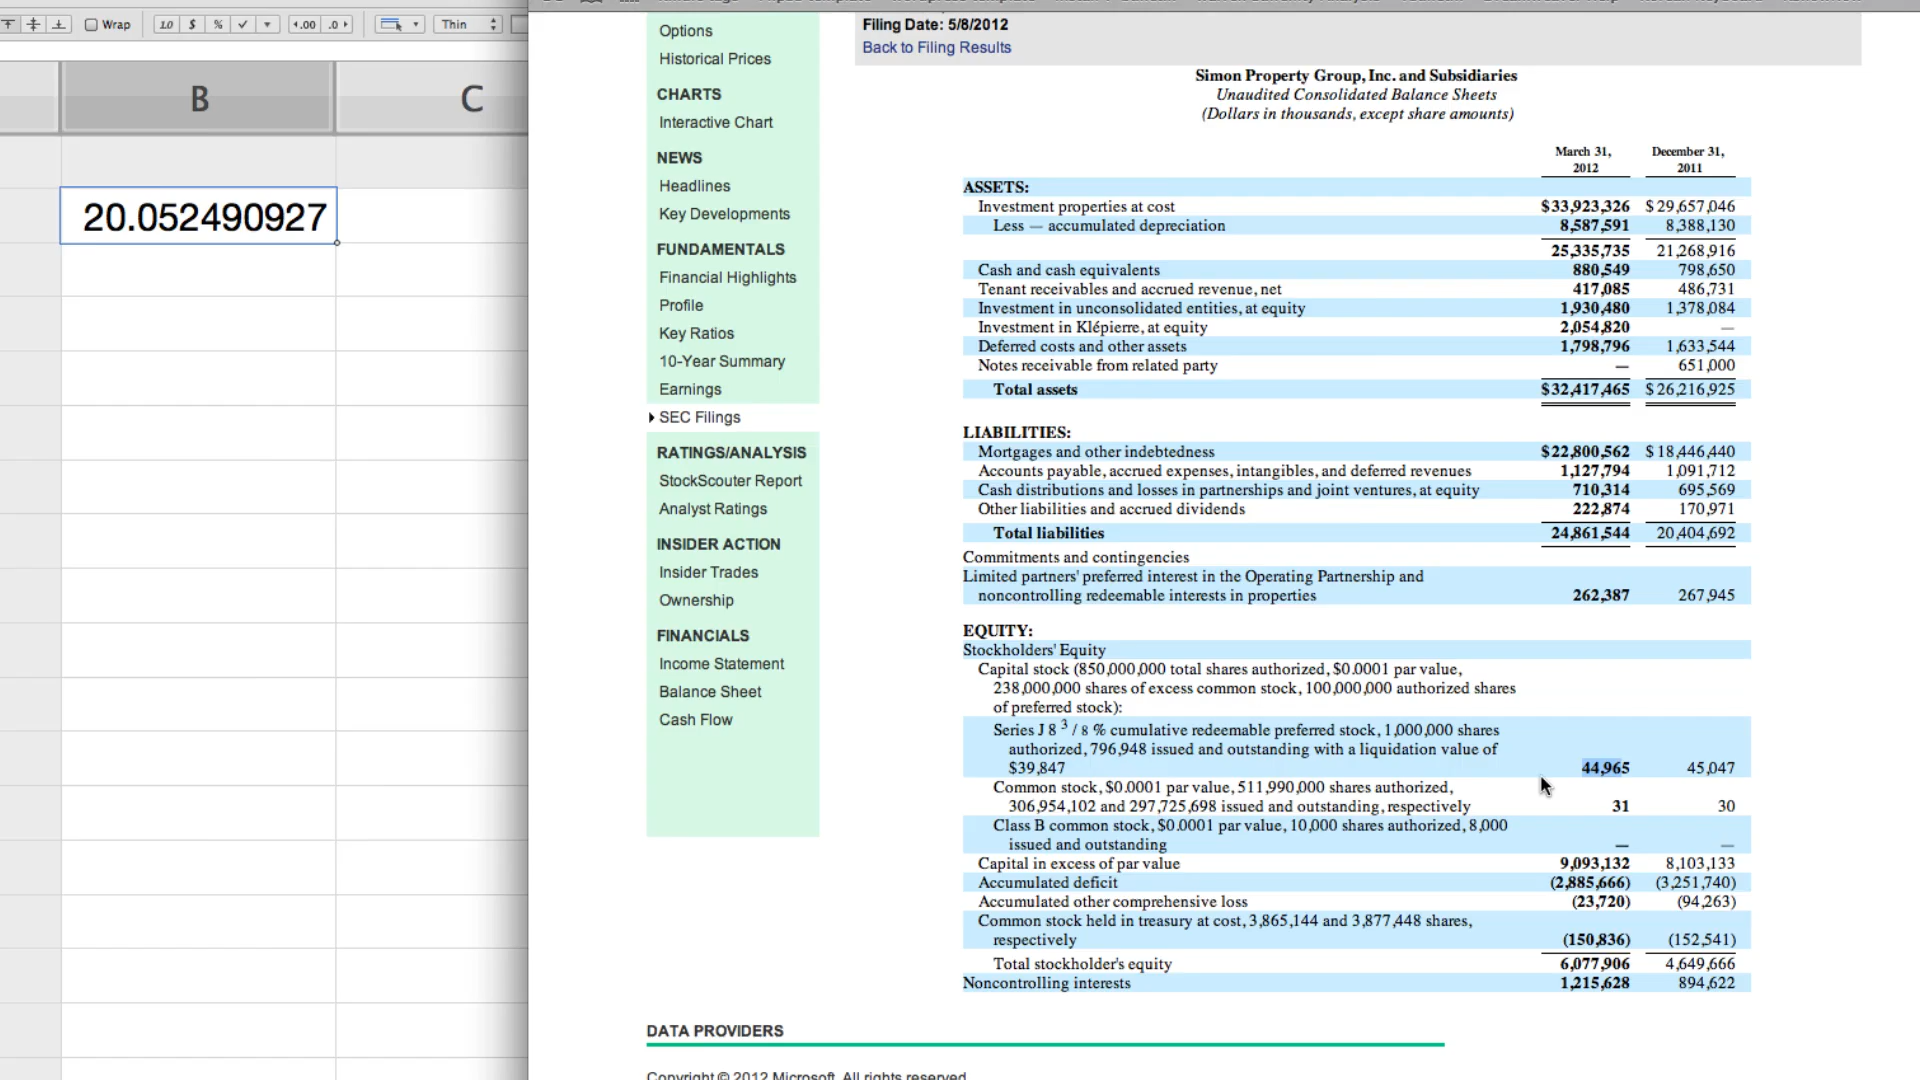 Wrap
1.0 $ %
.00 .0
Thin
B
C
20.052490927
Options
Historical Prices
CHARTS
Interactive Chart
NEWS
Headlines
Key Developments
FUNDAMENTALS
Financial Highlights
Profile
Key Ratios
10-Year Summary
Earnings
SEC Filings
RATINGS/ANALYSIS
StockScouter Report
Analyst Ratings
INSIDER ACTION
Insider Trades
Ownership
FINANCIALS
Income Statement
Balance Sheet
Cash Flow
Filing Date: 5/8/2012
Back to Filing Results
Simon Property Group, Inc. and Subsidiaries
Unaudited Consolidated Balance Sheets
(Dollars in thousands, except share amounts)
March 31, December 31,
2012 2011
ASSETS:
Investment properties at cost $33,923,326 $29,657,046
Less — accumulated depreciation 8,587,591 8,388,130
25,335,735 21,268,916
Cash and cash equivalents 880,549 798,650
Tenant receivables and accrued revenue, net 417,085 486,731
Investment in unconsolidated entities, at equity 1,930,480 1,378,084
Investment in Klépierre, at equity 2,054,820 —
Deferred costs and other assets 1,798,796 1,633,544
Notes receivable from related party — 651,000
Total assets $32,417,465 $26,216,925
LIABILITIES:
Mortgages and other indebtedness $22,800,562 $18,446,440
Accounts payable, accrued expenses, intangibles, and deferred revenues 1,127,794 1,091,712
Cash distributions and losses in partnerships and joint ventures, at equity 710,314 695,569
Other liabilities and accrued dividends 222,874 170,971
Total liabilities 24,861,544 20,404,692
Commitments and contingencies
Limited partners' preferred interest in the Operating Partnership and
noncontrolling redeemable interests in properties 262,387 267,945
EQUITY:
Stockholders' Equity
Capital stock (850,000,000 total shares authorized, $0.0001 par value,
238,000,000 shares of excess common stock, 100,000,000 authorized shares
of preferred stock):
Series J 8 3 / 8 % cumulative redeemable preferred stock, 1,000,000 shares
authorized, 796,948 issued and outstanding with a liquidation value of
$39,847 44,965 45,047
Common stock, $0.0001 par value, 511,990,000 shares authorized,
306,954,102 and 297,725,698 issued and outstanding, respectively 31 30
Class B common stock, $0.0001 par value, 10,000 shares authorized, 8,000
issued and outstanding — —
Capital in excess of par value 9,093,132 8,103,133
Accumulated deficit (2,885,666) (3,251,740)
Accumulated other comprehensive loss (23,720) (94,263)
Common stock held in treasury at cost, 3,865,144 and 3,877,448 shares,
respectively (150,836) (152,541)
Total stockholder's equity 6,077,906 4,649,666
Noncontrolling interests 1,215,628 894,622
DATA PROVIDERS
Copyright © 2012 Microsoft. All rights reserved.